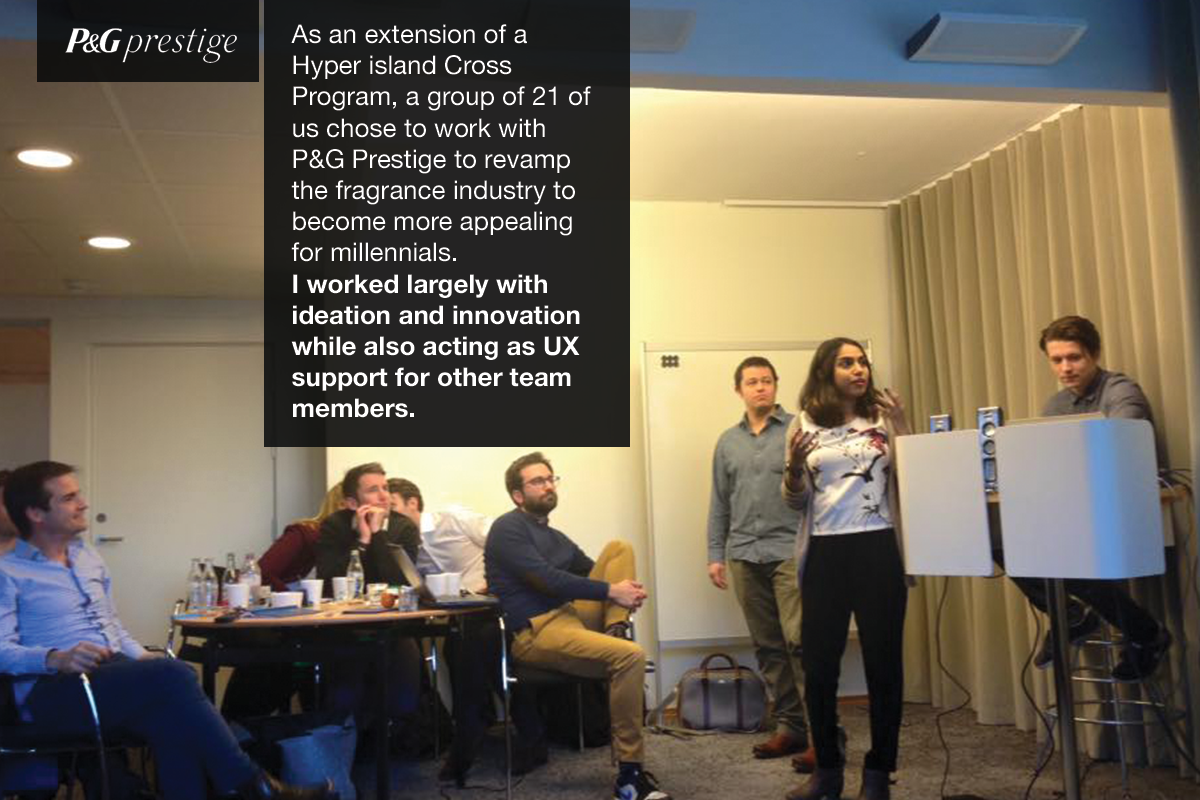 P&G prestige
As an extension of a
Hyper island Cross
Program, a group of 21 of
us chose to work with
P&G Prestige to revamp
the fragrance industry to
become more appealing
for millennials.
I worked largely with
ideation and innovation
while also acting as UX
support for other team
members.